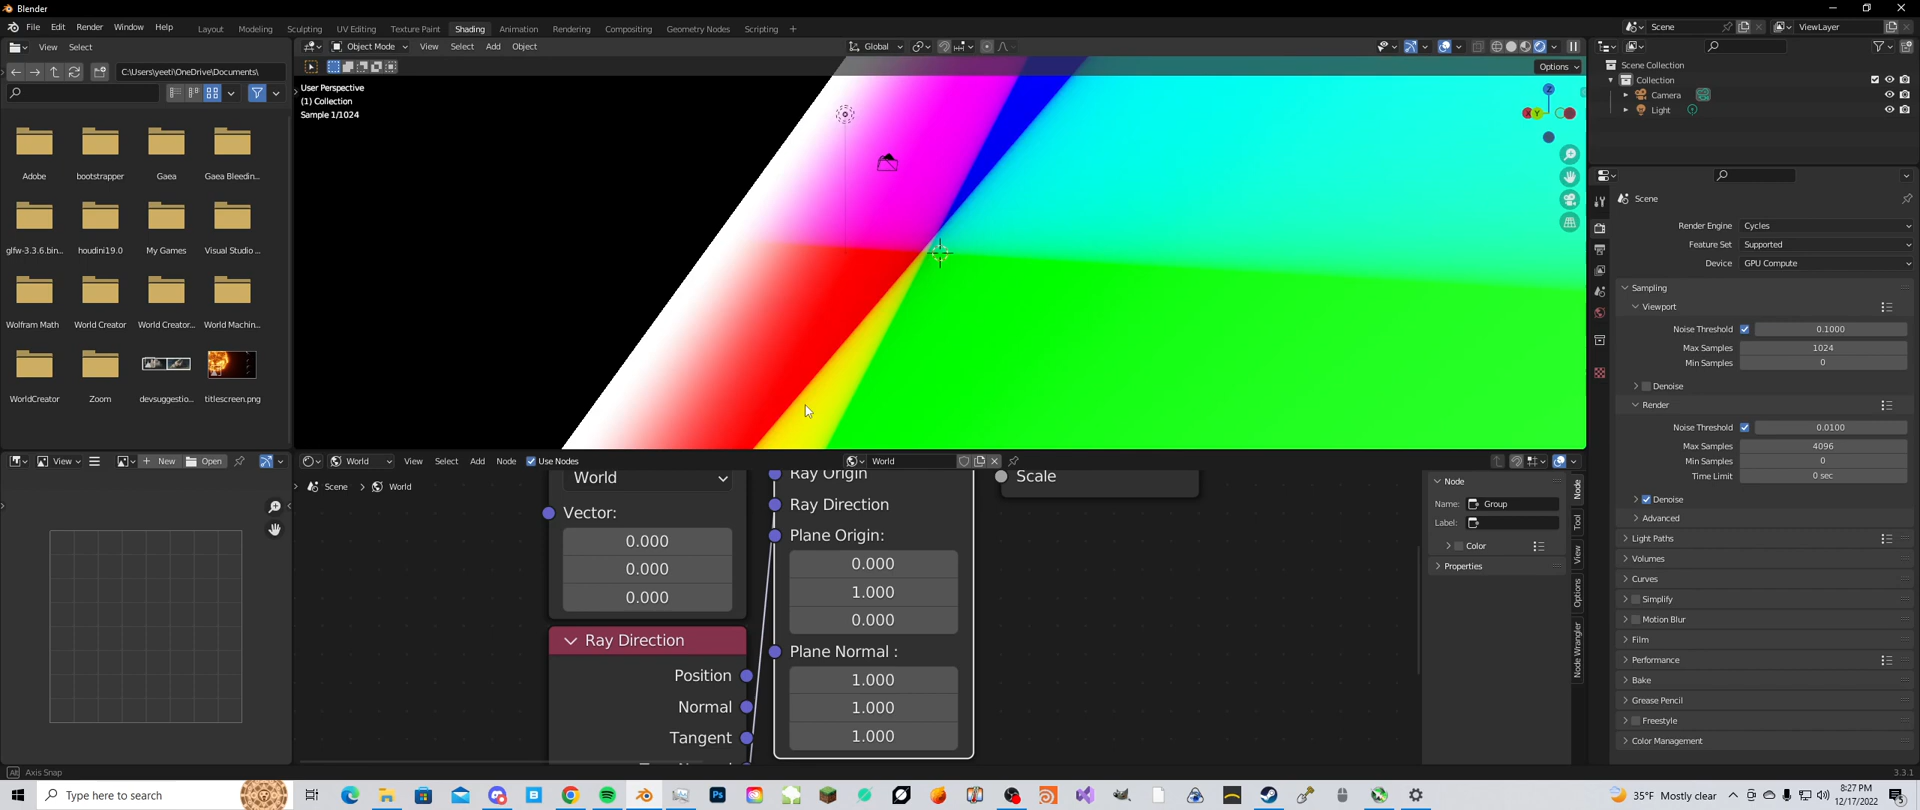 Blender
File Edit Render Window Help
Layout Modeling Sculpting UV Editing Texture Paint Shading Animation Rendering Compositing Geometry Nodes Scripting +
Scene
ViewLayer
View Select
C:\Users\yeeti\OneDrive\Documents\
Adobe bootstrapper Gaea Gaea Bleedin...
glfw-3.3.6.bin... houdini19.0 My Games Visual Studio ...
Wolfram Math World Creator World Creator... World Machin...
WorldCreator Zoom devsuggestio... titlescreen.png
Object Mode View Select Add Object
Global
Options
User Perspective
(1) Collection
Sample 1/1024
Z
X Y
Scene Collection
Collection
Camera
Light
Scene
Render Engine Cycles
Feature Set Supported
Device GPU Compute
Sampling
Viewport
Noise Threshold 0.1000
Max Samples 1024
Min Samples 0
Denoise
Render
Noise Threshold 0.0100
Max Samples 4096
Min Samples 0
Time Limit 0 sec
Denoise
Advanced
Light Paths
Volumes
Curves
Simplify
Motion Blur
Film
Performance
Bake
Grease Pencil
Freestyle
Color Management
View
+ New
Open
World View Select Add Node Use Nodes
World
Scene > World
World
Vector:
0.000
0.000
0.000
Ray Direction
Position
Normal
Tangent
Ray Origin
Ray Direction
Plane Origin:
0.000
1.000
0.000
Plane Normal :
1.000
1.000
1.000
Scale
Node
Name: Group
Label:
Color
Properties
Node
Tool
View
Options
Node Wrangler
Alt Axis Snap
3.3.1
Type here to search
35°F Mostly clear
8:27 PM
12/17/2022